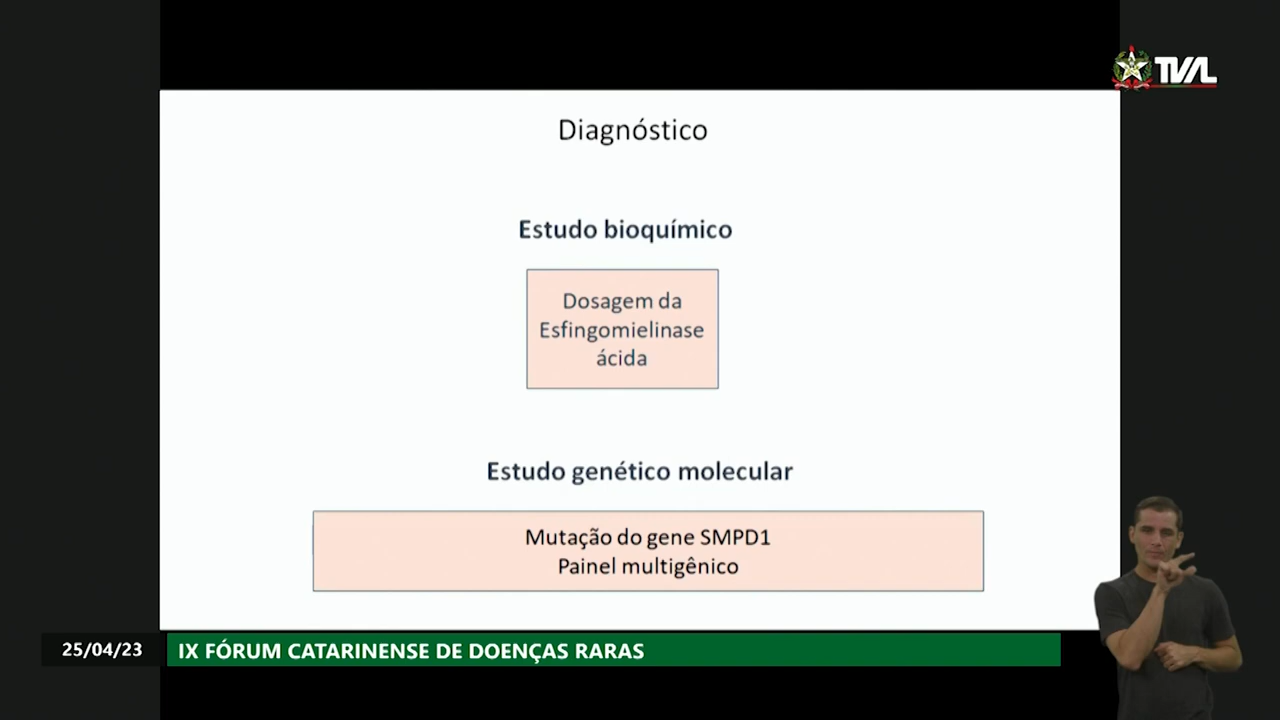 TVAL
Diagnóstico
Estudo bioquímico
Dosagem da
Esfingomielinase
ácida
Estudo genético molecular
Mutação do gene SMPD1
Painel multigênico
25/04/23
IX FÓRUM CATARINENSE DE DOENÇAS RARAS